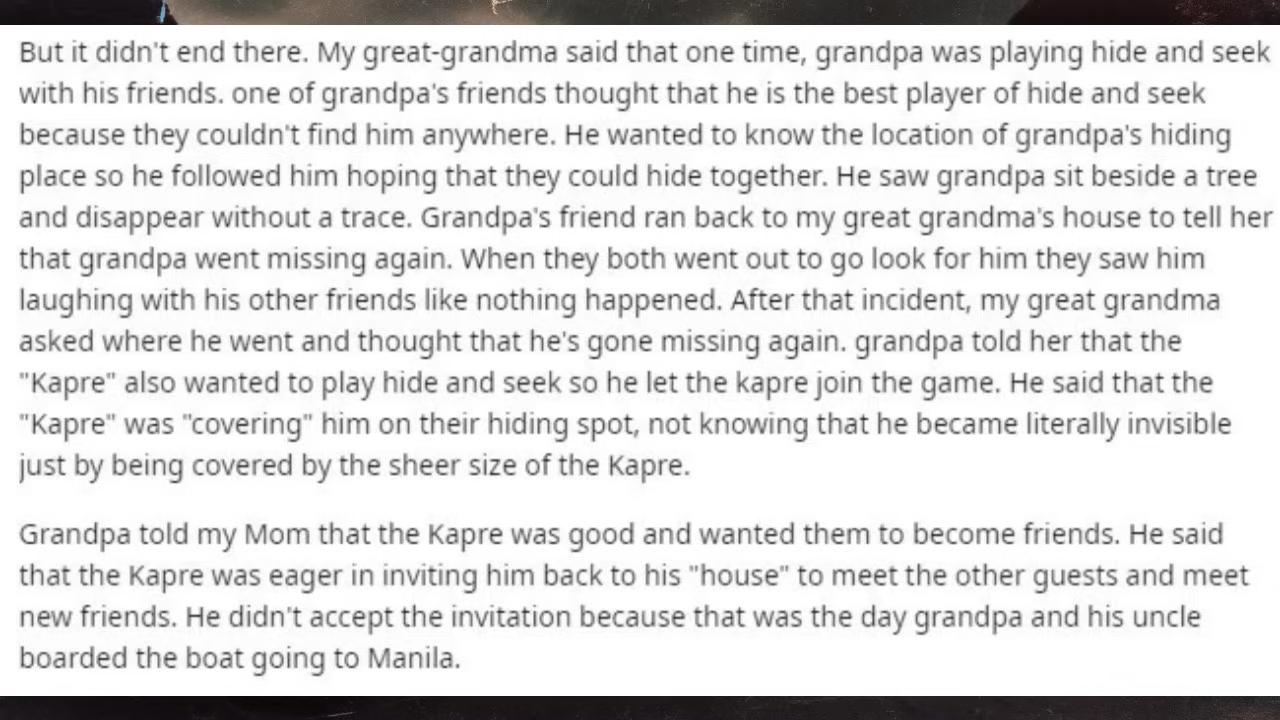 But it didn't end there. My great-grandma said that one time, grandpa was playing hide and seek
with his friends. one of grandpa's friends thought that he is the best player of hide and seek
because they couldn't find him anywhere. He wanted to know the location of grandpa's hiding
place so he followed him hoping that they could hide together. He saw grandpa sit beside a tree
and disappear without a trace. Grandpa's friend ran back to my great grandma's house to tell her
that grandpa went missing again. When they both went out to go look for him they saw him
laughing with his other friends like nothing happened. After that incident, my great grandma
asked where he went and thought that he's gone missing again. grandpa told her that the
"Kapre" also wanted to play hide and seek so he let the kapre join the game. He said that the
"Kapre" was "covering" him on their hiding spot, not knowing that he became literally invisible
just by being covered by the sheer size of the Kapre.
Grandpa told my Mom that the Kapre was good and wanted them to become friends. He said
that the Kapre was eager in inviting him back to his "house" to meet the other guests and meet
new friends. He didn't accept the invitation because that was the day grandpa and his uncle
boarded the boat going to Manila.